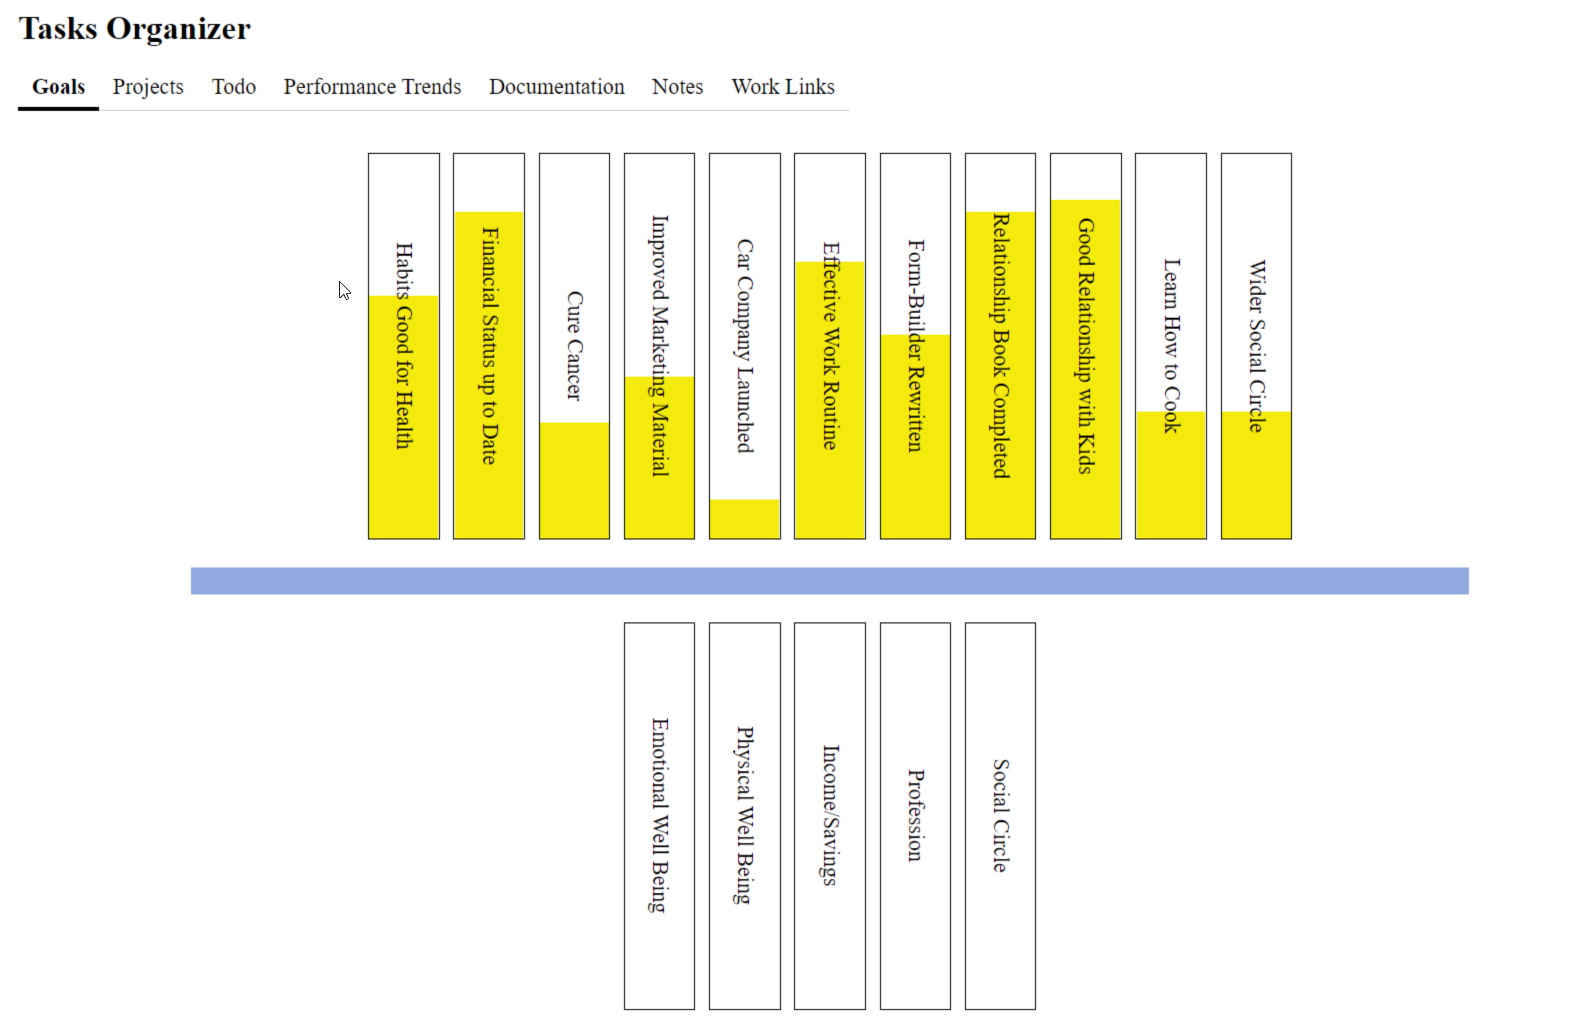 Tasks Organizer
Goals Projects Todo Performance Trends Documentation Notes Work Links
Habits Good for Health
Financial Status up to Date
Cure Cancer
Improved Marketing Material
Car Company Launched
Effective Work Routine
Form-Builder Rewritten
Relationship Book Completed
Good Relationship with Kids
Learn How to Cook
Wider Social Circle
Emotional Well Being
Physical Well Being
Income/Savings
Profession
Social Circle